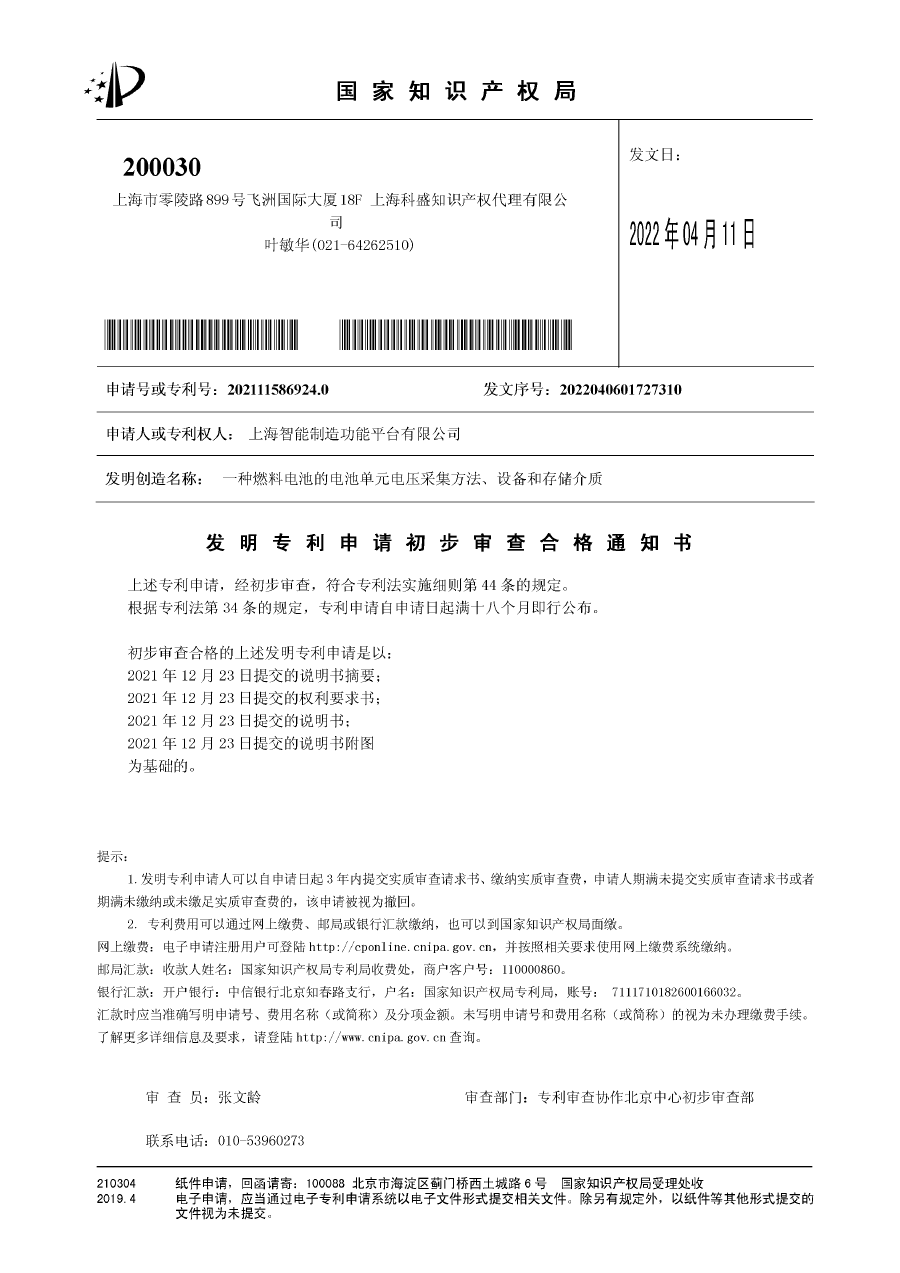 国家知识产权局
200030
发文日：
上海市零陵路899号飞洲国际大厦18F 上海科盛知识产权代理有限公
司
叶敏华(021-64262510)
2022年04月11日
申请号或专利号：202111586924.0 发文序号：2022040601727310
申请人或专利权人： 上海智能制造功能平台有限公司
发明创造名称： 一种燃料电池的电池单元电压采集方法、设备和存储介质
发明专利申请初步审查合格通知书
上述专利申请，经初步审查，符合专利法实施细则第44条的规定。
根据专利法第34条的规定，专利申请自申请日起满十八个月即行公布。
初步审查合格的上述发明专利申请是以：
2021年12月23日提交的说明书摘要；
2021年12月23日提交的权利要求书；
2021年12月23日提交的说明书；
2021年12月23日提交的说明书附图
为基础的。
提示：
1.发明专利申请人可以自申请日起3年内提交实质审查请求书、缴纳实质审查费，申请人期满未提交实质审查请求书或者
期满未缴纳或未缴足实质审查费的，该申请被视为撤回。
2. 专利费用可以通过网上缴费、邮局或银行汇款缴纳，也可以到国家知识产权局面缴。
网上缴费：电子申请注册用户可登陆http://cponline.cnipa.gov.cn，并按照相关要求使用网上缴费系统缴纳。
邮局汇款：收款人姓名：国家知识产权局专利局收费处，商户客户号：110000860。
银行汇款：开户银行：中信银行北京知春路支行，户名：国家知识产权局专利局，账号： 7111710182600166032。
汇款时应当准确写明申请号、费用名称（或简称）及分项金额。未写明申请号和费用名称（或简称）的视为未办理缴费手续。
了解更多详细信息及要求，请登陆http://www.cnipa.gov.cn查询。
审 查 员：张文龄 审查部门：专利审查协作北京中心初步审查部
联系电话：010-53960273
210304 纸件申请，回函请寄：100088 北京市海淀区蓟门桥西土城路6号 国家知识产权局受理处收
2019.4 电子申请，应当通过电子专利申请系统以电子文件形式提交相关文件。除另有规定外，以纸件等其他形式提交的
文件视为未提交。